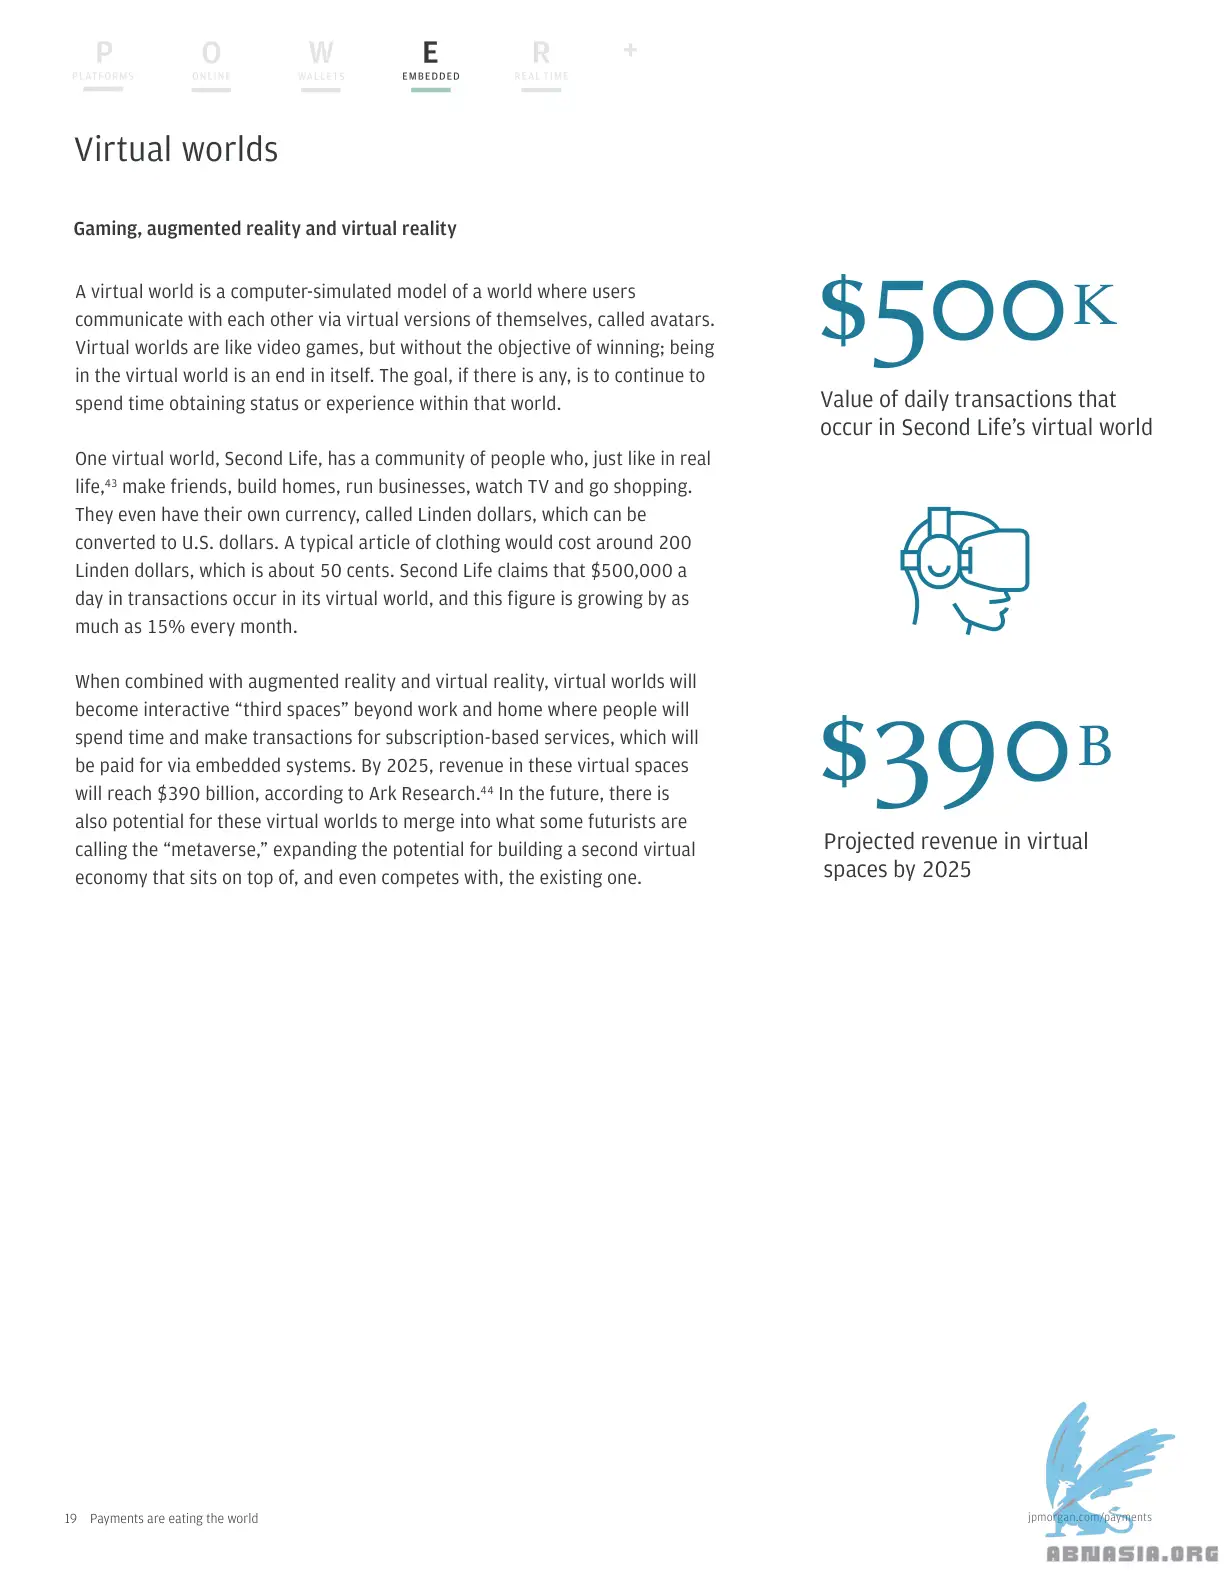 P O W E R +
PLATFORMS ONLINE WALLETS EMBEDDED REAL TIME
Virtual worlds
Gaming, augmented reality and virtual reality
A virtual world is a computer-simulated model of a world where users
communicate with each other via virtual versions of themselves, called avatars.
Virtual worlds are like video games, but without the objective of winning; being
in the virtual world is an end in itself. The goal, if there is any, is to continue to
spend time obtaining status or experience within that world.
One virtual world, Second Life, has a community of people who, just like in real
life,⁴³ make friends, build homes, run businesses, watch TV and go shopping.
They even have their own currency, called Linden dollars, which can be
converted to U.S. dollars. A typical article of clothing would cost around 200
Linden dollars, which is about 50 cents. Second Life claims that $500,000 a
day in transactions occur in its virtual world, and this figure is growing by as
much as 15% every month.
When combined with augmented reality and virtual reality, virtual worlds will
become interactive “third spaces” beyond work and home where people will
spend time and make transactions for subscription-based services, which will
be paid for via embedded systems. By 2025, revenue in these virtual spaces
will reach $390 billion, according to Ark Research.⁴⁴ In the future, there is
also potential for these virtual worlds to merge into what some futurists are
calling the “metaverse,” expanding the potential for building a second virtual
economy that sits on top of, and even competes with, the existing one.
$500K
Value of daily transactions that
occur in Second Life’s virtual world
$390B
Projected revenue in virtual
spaces by 2025
19 Payments are eating the world
jpmorgan.com/payments
ABNASIA.ORG